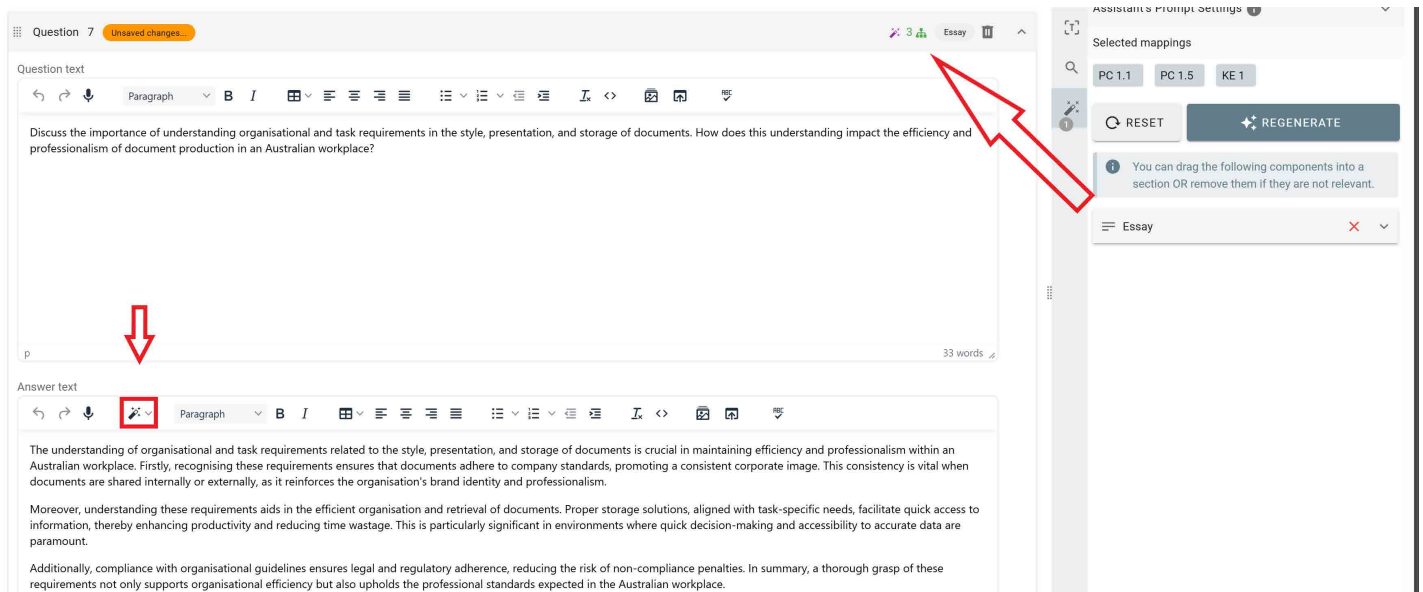 Assistant's Prompt Settings
Question 7 Unsaved changes... 3 Essay
Selected mappings
PC 1.1 PC 1.5 KE 1
Question text
Paragraph B I ABC
RESET REGENERATE
1
Discuss the importance of understanding organisational and task requirements in the style, presentation, and storage of documents. How does this understanding impact the efficiency and
professionalism of document production in an Australian workplace?
You can drag the following components into a
section OR remove them if they are not relevant.
Essay
p 33 words
Answer text
Paragraph B I ABC
The understanding of organisational and task requirements related to the style, presentation, and storage of documents is crucial in maintaining efficiency and professionalism within an
Australian workplace. Firstly, recognising these requirements ensures that documents adhere to company standards, promoting a consistent corporate image. This consistency is vital when
documents are shared internally or externally, as it reinforces the organisation's brand identity and professionalism.
Moreover, understanding these requirements aids in the efficient organisation and retrieval of documents. Proper storage solutions, aligned with task-specific needs, facilitate quick access to
information, thereby enhancing productivity and reducing time wastage. This is particularly significant in environments where quick decision-making and accessibility to accurate data are
paramount.
Additionally, compliance with organisational guidelines ensures legal and regulatory adherence, reducing the risk of non-compliance penalties. In summary, a thorough grasp of these
requirements not only supports organisational efficiency but also upholds the professional standards expected in the Australian workplace.